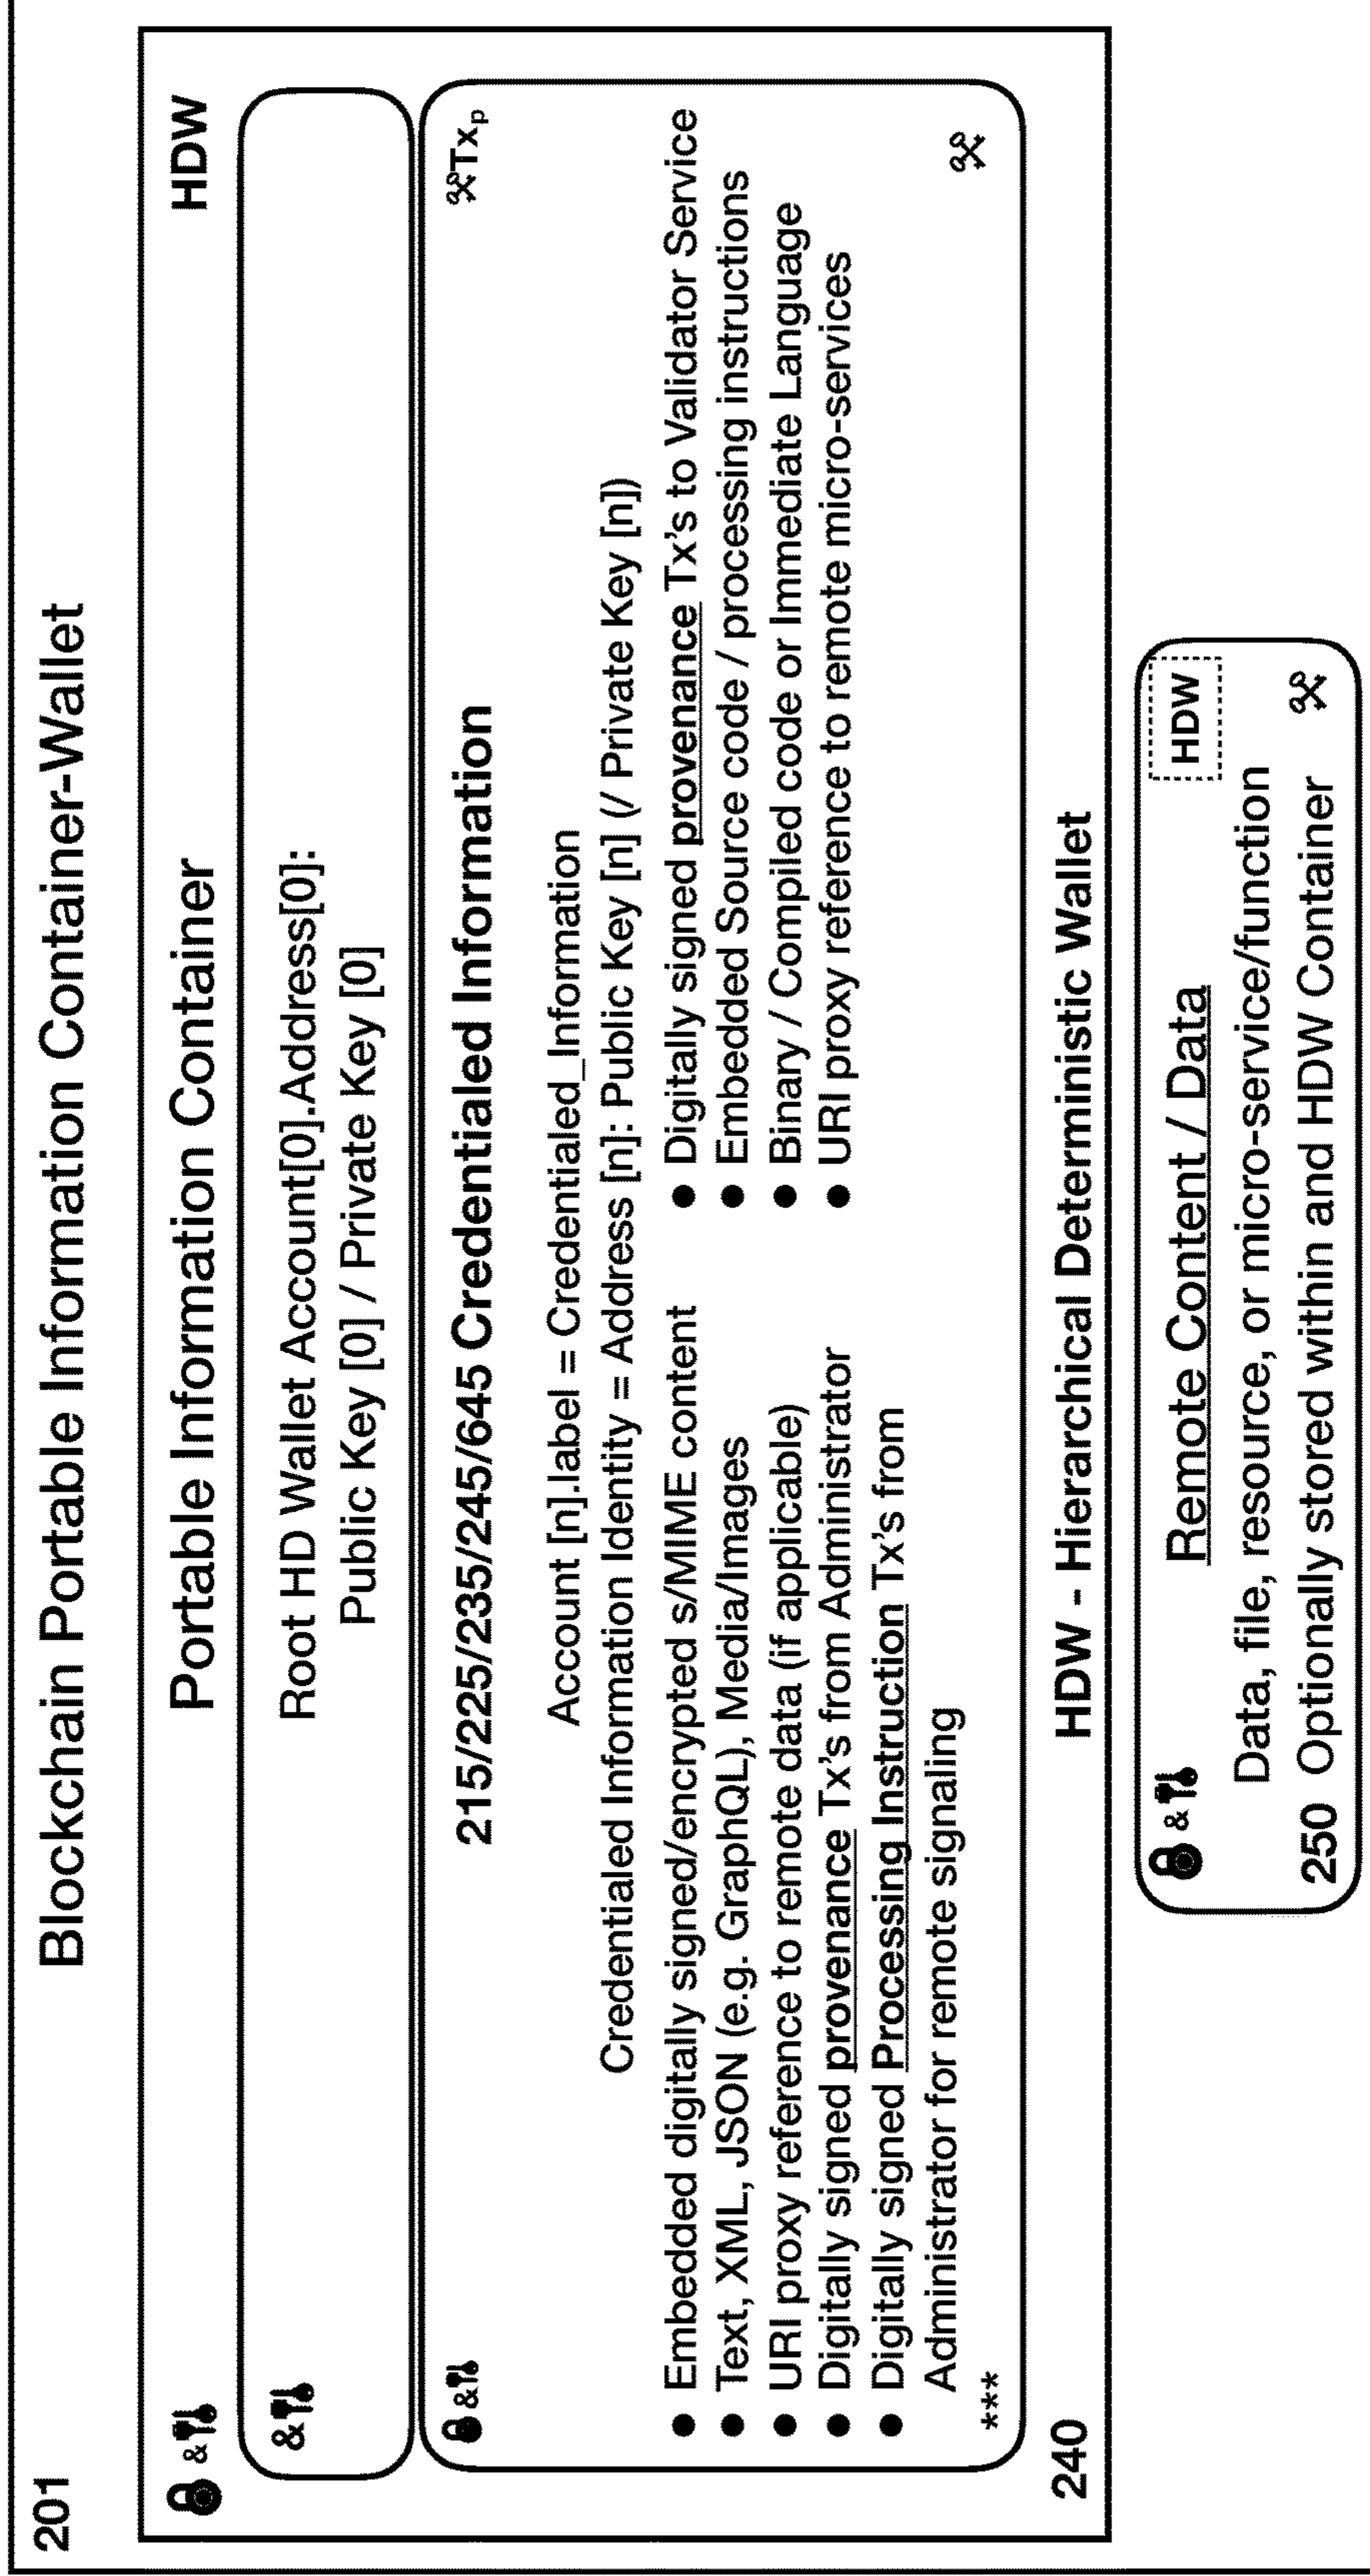 201
Blockchain Portable Information Container-Wallet
& Portable Information Container HDW
& Root HD Wallet Account[0].Address[0]:
Public Key [0] / Private Key [0]
& 215/225/235/245/645 Credentialed Information Txp
Account [n].label = Credentialed_Information
Credentialed Information Identity = Address [n]: Public Key [n] (/ Private Key [n])
● Embedded digitally signed/encrypted s/MIME content
● Text, XML, JSON (e.g. GraphQL), Media/Images
● URI proxy reference to remote data (if applicable)
● Digitally signed provenance Tx's from Administrator
● Digitally signed Processing Instruction Tx's from
Administrator for remote signaling
● Digitally signed provenance Tx's to Validator Service
● Embedded Source code / processing instructions
● Binary / Compiled code or Immediate Language
● URI proxy reference to remote micro-services
***
240 HDW - Hierarchical Deterministic Wallet
& Remote Content / Data HDW
Data, file, resource, or micro-service/function
250 Optionally stored within and HDW Container